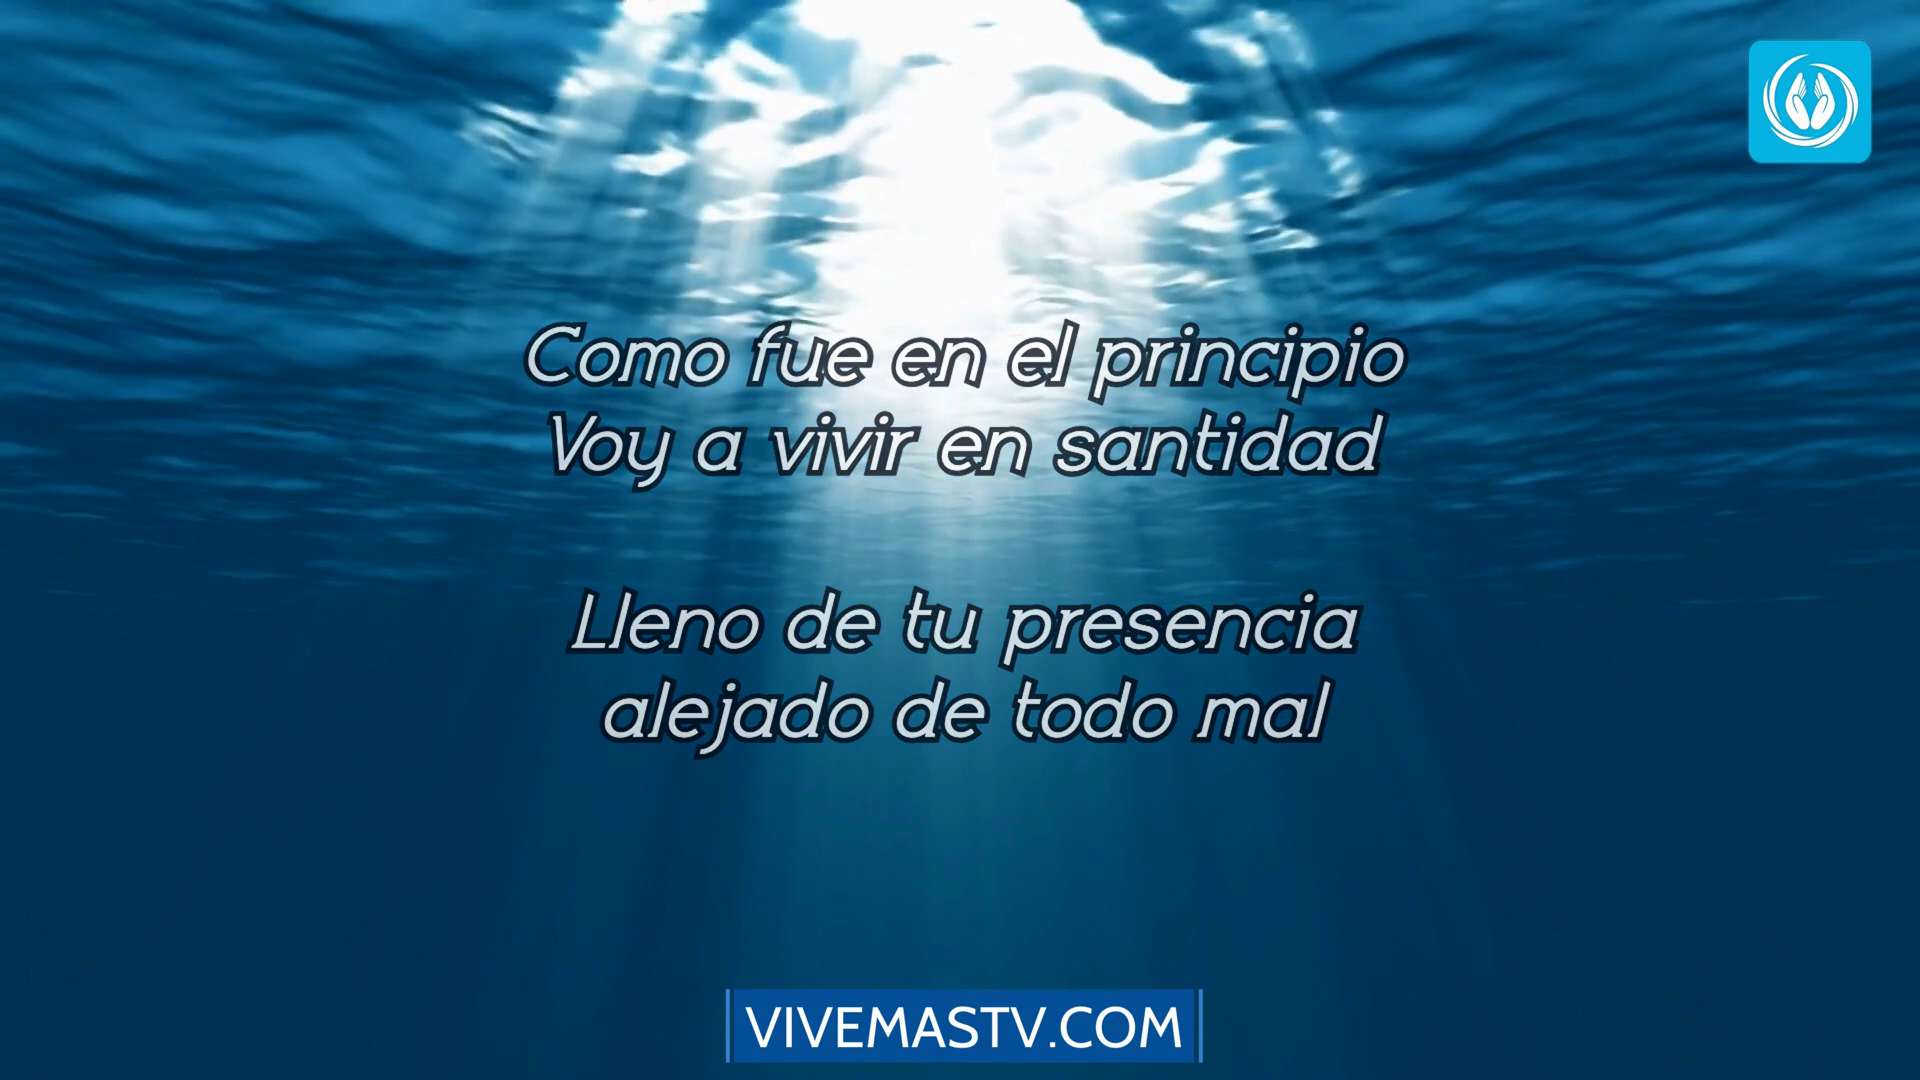 Como fue en el principio
Voy a vivir en santidad
Lleno de tu presencia
alejado de todo mal
VIVEMASTV.COM